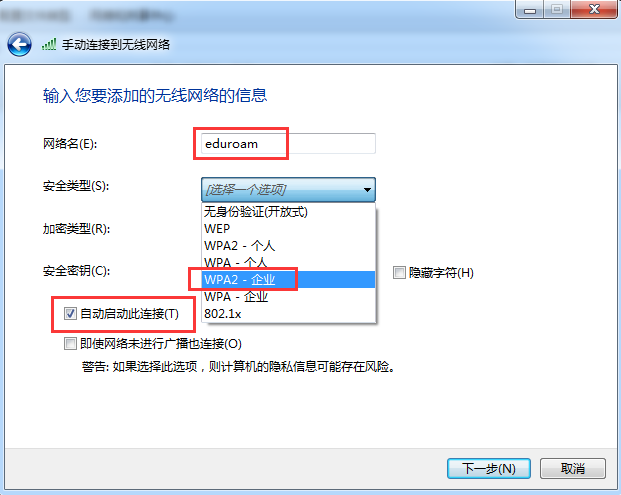 手动连接到无线网络
输入您要添加的无线网络的信息
网络名(E):
eduroam
安全类型(S):
[选择一个选项]
无身份验证(开放式)
WEP
WPA2 - 个人
WPA - 个人
WPA2 - 企业
WPA - 企业
802.1x
加密类型(R):
安全密钥(C):
隐藏字符(H)
自动启动此连接(T)
即使网络未进行广播也连接(O)
警告: 如果选择此选项，则计算机的隐私信息可能存在风险。
下一步(N)
取消